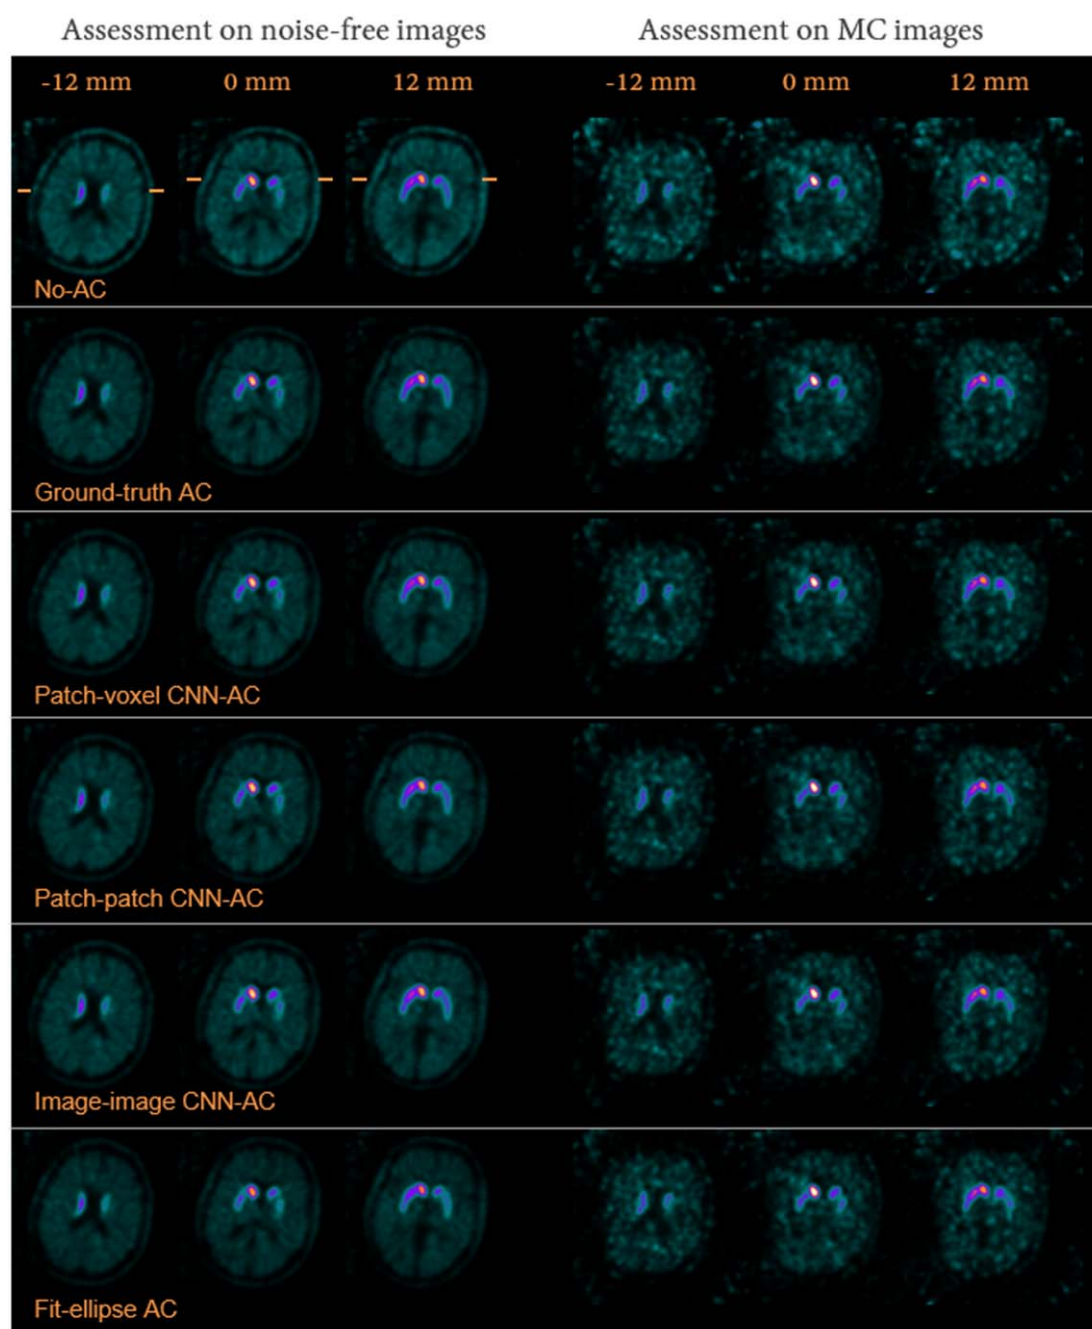 Assessment on noise-free images
Assessment on MC images
-12 mm 0 mm 12 mm -12 mm 0 mm 12 mm
No-AC
Ground-truth AC
Patch-voxel CNN-AC
Patch-patch CNN-AC
Image-image CNN-AC
Fit-ellipse AC